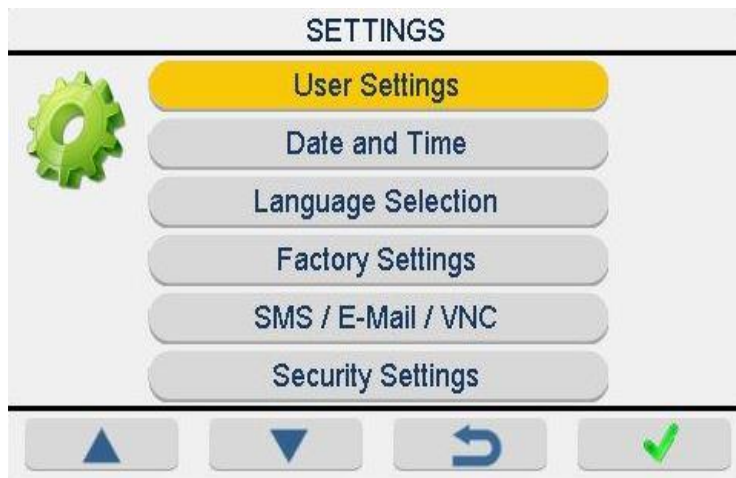 SETTINGS
User Settings
Date and Time
Language Selection
Factory Settings
SMS / E-Mail / VNC
Security Settings